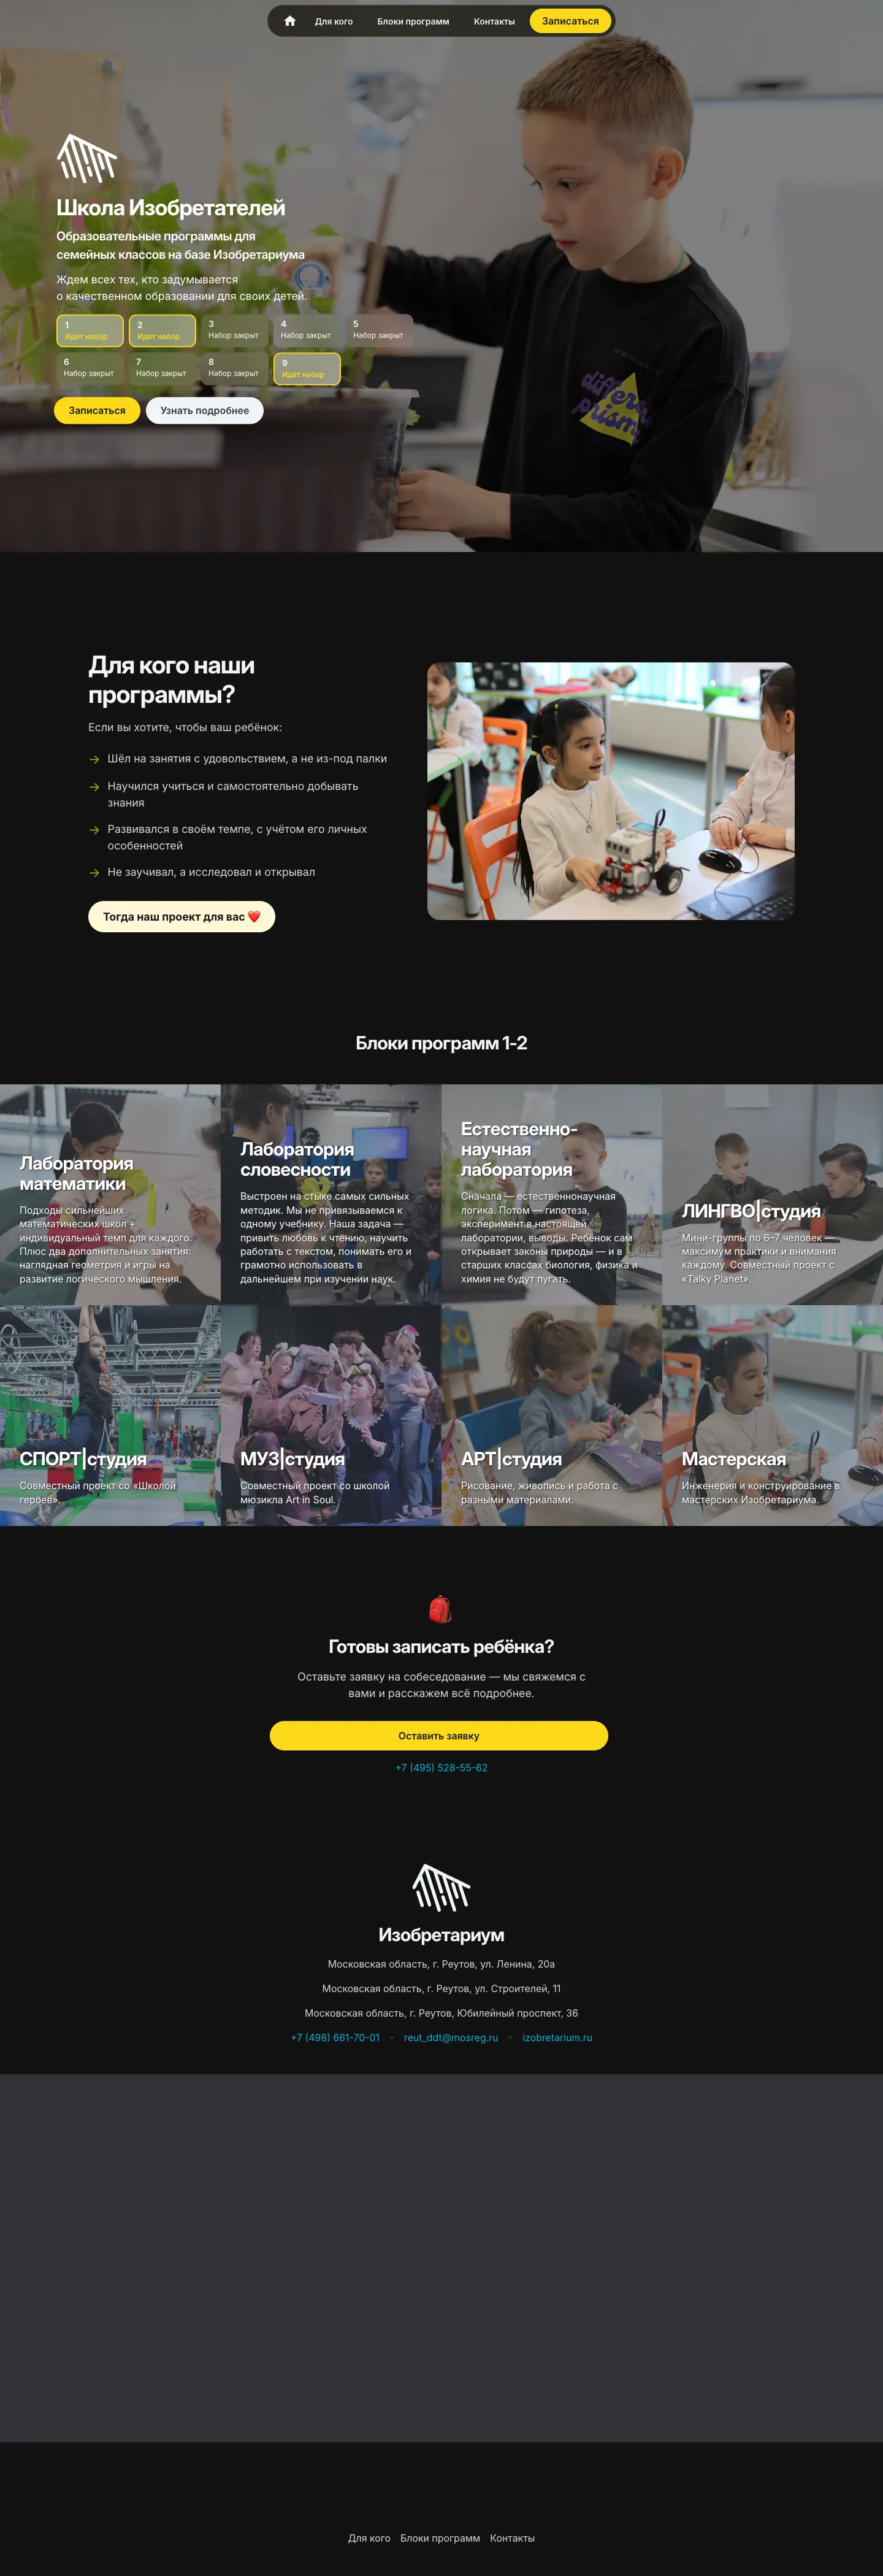 Для кого
Блоки программ
Контакты
Записаться
Школа Изобретателей
Образовательные программы для
семейных классов на базе Изобретариума
Ждем всех тех, кто задумывается
о качественном образовании для своих детей.
1
Идёт набор
2
Идёт набор
3
Набор закрыт
4
Набор закрыт
5
Набор закрыт
6
Набор закрыт
7
Набор закрыт
8
Набор закрыт
9
Идёт набор
Записаться
Узнать подробнее
Для кого наши
программы?
Если вы хотите, чтобы ваш ребёнок:
→ Шёл на занятия с удовольствием, а не из-под палки
→ Научился учиться и самостоятельно добывать
знания
→ Развивался в своём темпе, с учётом его личных
особенностей
→ Не заучивал, а исследовал и открывал
Тогда наш проект для вас ❤️
Блоки программ 1-2
Лаборатория
математики
Подходы сильнейших
математических школ +
индивидуальный темп для каждого.
Плюс два дополнительных занятия:
наглядная геометрия и игры на
развитие логического мышления.
Лаборатория
словесности
Выстроен на стыке самых сильных
методик. Мы не привязываемся к
одному учебнику. Наша задача —
привить любовь к чтению, научить
работать с текстом, понимать его и
грамотно использовать в
дальнейшем при изучении наук.
Естественно-
научная
лаборатория
Сначала — естественнонаучная
логика. Потом — гипотеза,
эксперимент в настоящей
лаборатории, выводы. Ребёнок сам
открывает законы природы — и в
старших классах биология, физика и
химия не будут пугать.
ЛИНГВО|студия
Мини-группы по 6–7 человек —
максимум практики и внимания
каждому. Совместный проект с
«Talky Planet».
СПОРТ|студия
Совместный проект со «Школой
героев».
МУЗ|студия
Совместный проект со школой
мюзикла Art in Soul.
АРТ|студия
Рисование, живопись и работа с
разными материалами.
Мастерская
Инженерия и конструирование в
мастерских Изобретариума.
Готовы записать ребёнка?
Оставьте заявку на собеседование — мы свяжемся с
вами и расскажем всё подробнее.
Оставить заявку
+7 (495) 528-55-62
Изобретариум
Московская область, г. Реутов, ул. Ленина, 20а
Московская область, г. Реутов, ул. Строителей, 11
Московская область, г. Реутов, Юбилейный проспект, 36
+7 (498) 661-70-01 • reut_ddt@mosreg.ru • izobretarium.ru
Для кого Блоки программ Контакты